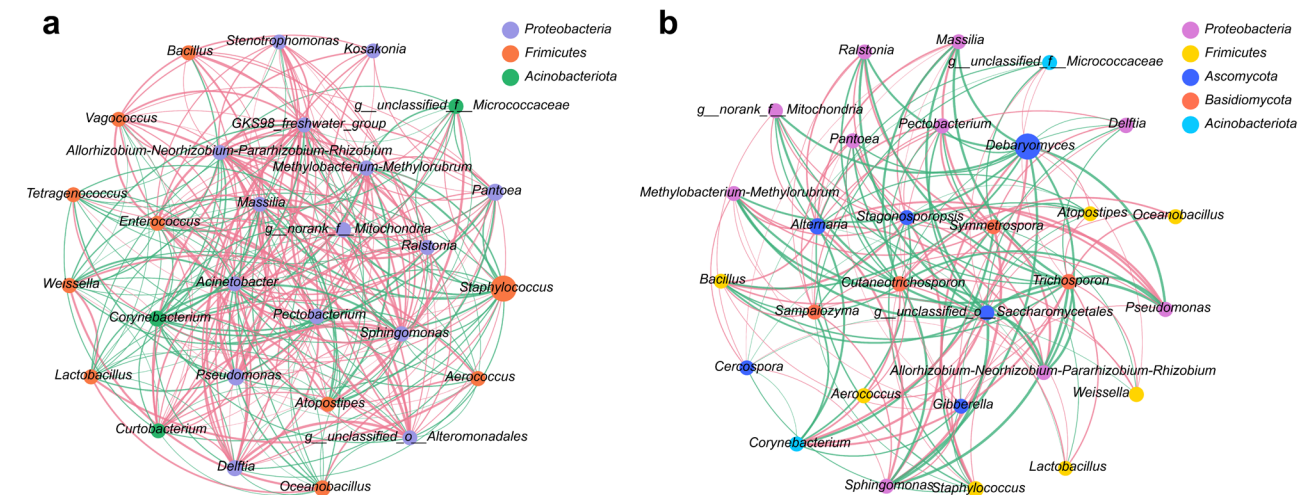 a
Proteobacteria
Frimicutes
Acinobacteriota
Stenotrophomonas
Bacillus
Kosakonia
g__unclassified_f__Micrococcaceae
Vagococcus
GKS98_freshwater_group
Allorhizobium-Neorhizobium-Pararhizobium-Rhizobium
Methylobacterium-Methylorubrum
Tetragenococcus
Pantoea
Massilia
Enterococcus
g__norank_f__Mitochondria
Ralstonia
Weissella
Acinetobacter
Staphylococcus
Corynebacterium
Pectobacterium
Sphingomonas
Lactobacillus
Pseudomonas
Aerococcus
Atopostipes
Curtobacterium
g__unclassified_o__Alteromonadales
Delftia
Oceanobacillus
b
Proteobacteria
Frimicutes
Ascomycota
Basidiomycota
Acinobacteriota
Massilia
Ralstonia
g__unclassified_f__Micrococcaceae
g__norank_f__Mitochondria
Pectobacterium
Delftia
Pantoea
Debaryomyces
Methylobacterium-Methylorubrum
Stagonosporopsis
Atopostipes
Oceanobacillus
Alternaria
Symmetrospora
Bacillus
Cutaneotrichosporon
Trichosporon
Sampaiozyma
g__unclassified_o__Saccharomycetales
Pseudomonas
Cercospora
Allorhizobium-Neorhizobium-Pararhizobium-Rhizobium
Aerococcus
Gibberella
Weissella
Corynebacterium
Lactobacillus
Sphingomonas
Staphylococcus